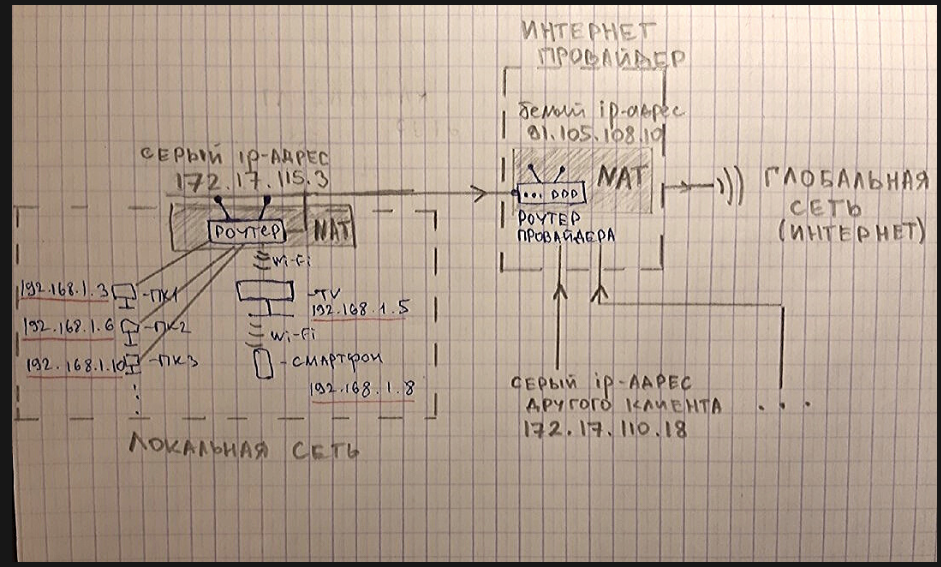 ИНТЕРНЕТ
ПРОВАЙДЕР
белый ip-адрес
81.105.108.10
СЕРЫЙ IP-АДРЕС
172.17.115.3
NAT
ГЛОБАЛЬНАЯ
СЕТЬ
(ИНТЕРНЕТ)
РОУТЕР
NAT
РОУТЕР
ПРОВАЙДЕРА
Wi-Fi
192.168.1.3
-ПК1
-TV
192.168.1.5
192.168.1.6
-ПК2
Wi-Fi
192.168.1.10
-ПК3
-СМАРТФОН
192.168.1.8
СЕРЫЙ ip-АДРЕС
ДРУГОГО КЛИЕНТА
172.17.110.18
ЛОКАЛЬНАЯ СЕТЬ